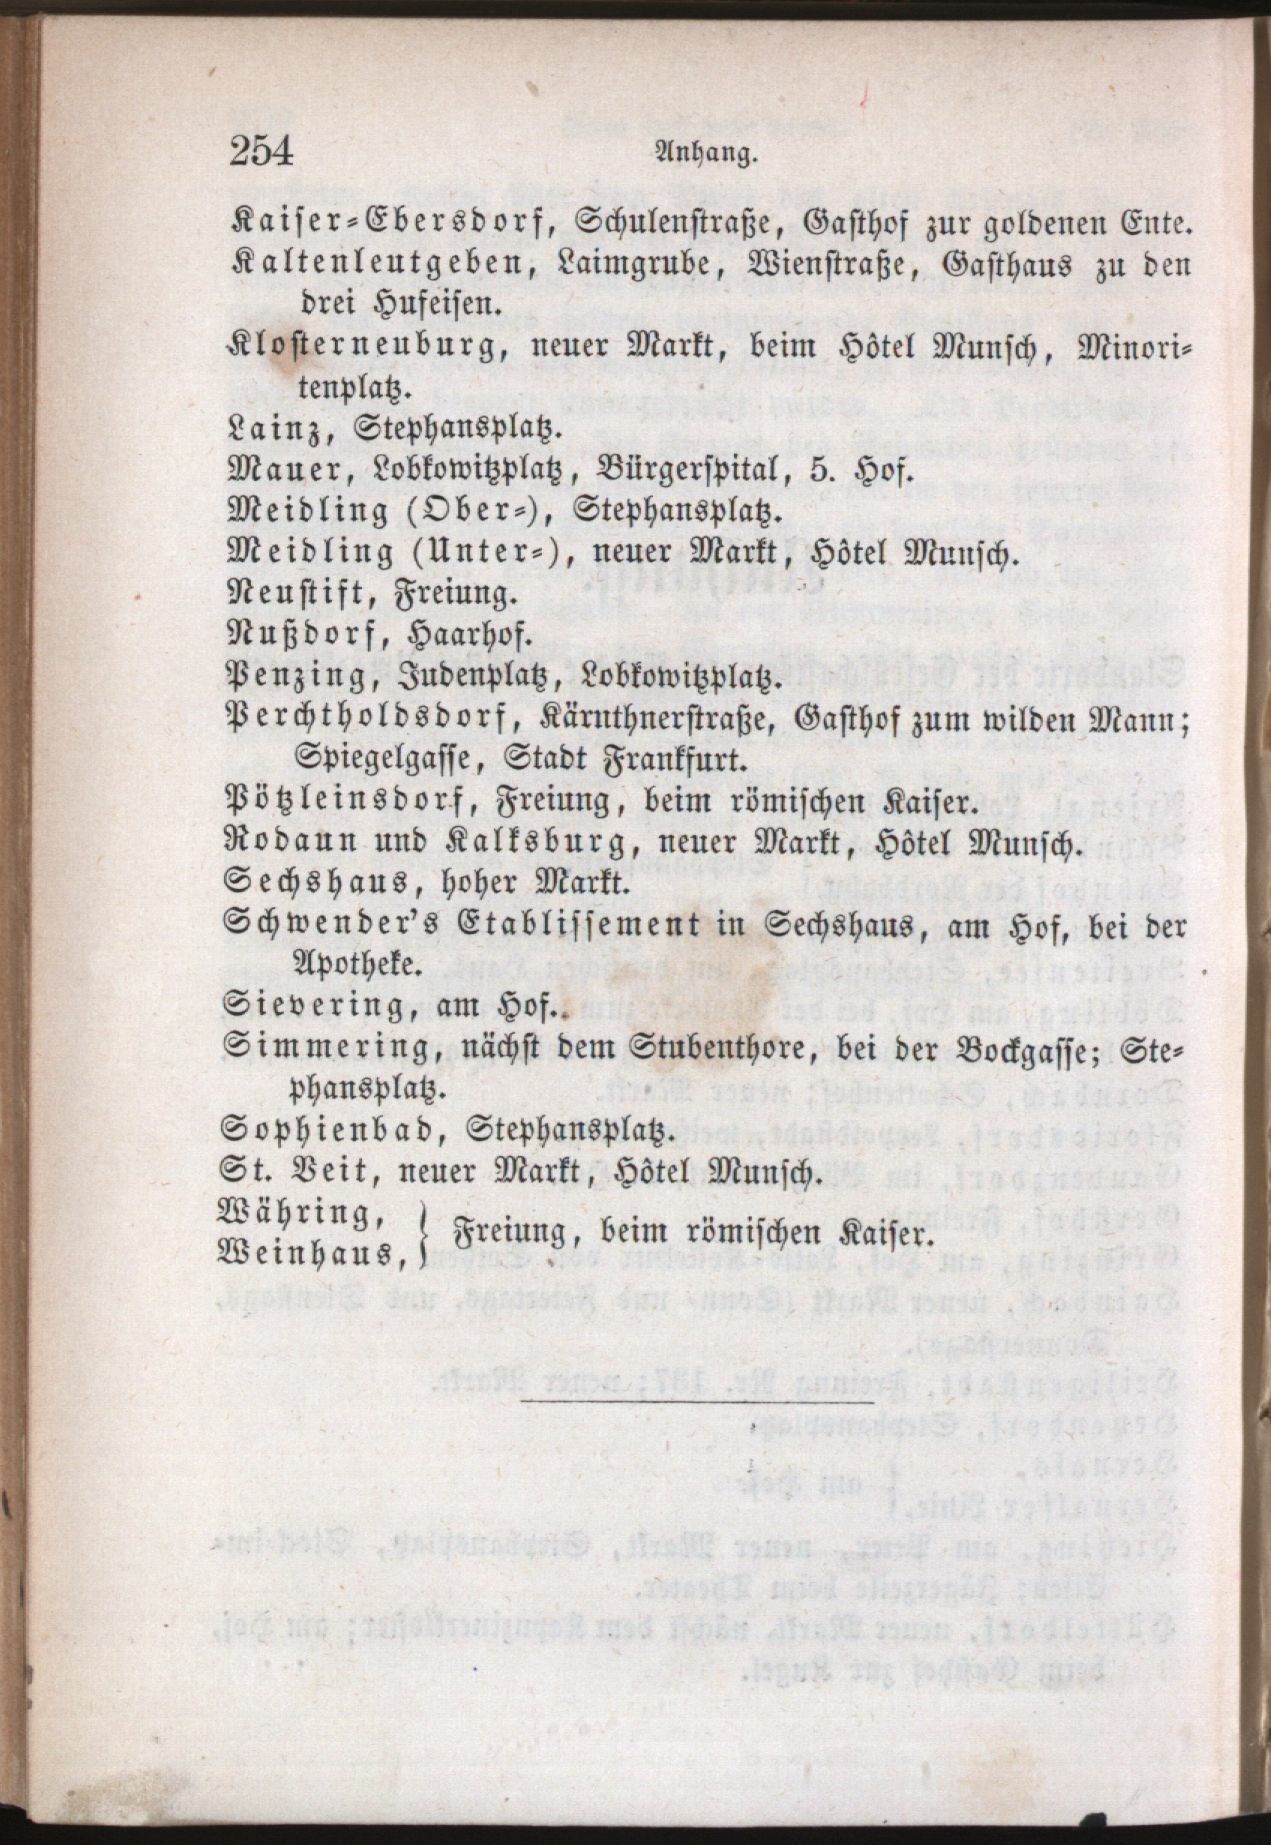 254
Anhang.
Kaiser-Ebersdorf, Schulenstraße, Gasthof zur goldenen Ente.
Kaltenleutgeben, Laimgrube, Wienstraße, Gasthaus zu den
drei Hufeisen.
Klosterneuburg, neuer Markt, beim Hôtel Munsch, Minori-
tenplatz.
Lainz, Stephansplatz.
Mauer, Lobkowitzplatz, Bürgerspital, 5. Hof.
Meidling (Ober-), Stephansplatz.
Meidling (Unter-), neuer Markt, Hôtel Munsch.
Neustift, Freiung.
Nußdorf, Haarhof.
Penzing, Judenplatz, Lobkowitzplatz.
Perchtholdsdorf, Kärnthnerstraße, Gasthof zum wilden Mann;
Spiegelgasse, Stadt Frankfurt.
Pötzleinsdorf, Freiung, beim römischen Kaiser.
Rodaun und Kalksburg, neuer Markt, Hôtel Munsch.
Sechshaus, hoher Markt.
Schwender's Etablissement in Sechshaus, am Hof, bei der
Apotheke.
Sievering, am Hof.
Simmering, nächst dem Stubenthore, bei der Bockgasse; Ste-
phansplatz.
Sophienbad, Stephansplatz.
St. Veit, neuer Markt, Hôtel Munsch.
Währing,
Weinhaus, } Freiung, beim römischen Kaiser.